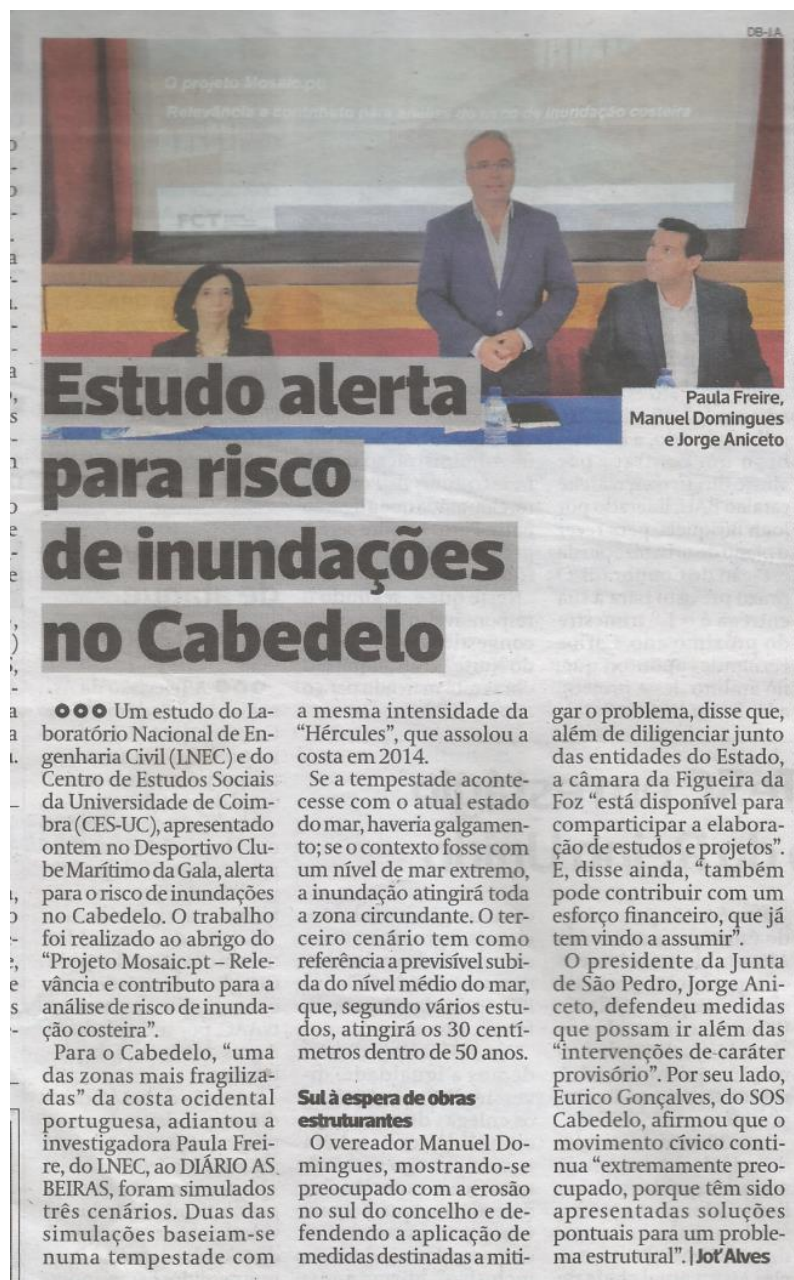 DB-J.A.
O projeto Mosaic.pt
Relevância e contributo para análise de risco de inundação costeira
FCT
Paula Freire,
Manuel Domingues
e Jorge Aniceto
Estudo alerta
para risco
de inundações
no Cabedelo
Um estudo do La-
boratório Nacional de En-
genharia Civil (LNEC) e do
Centro de Estudos Sociais
da Universidade de Coim-
bra (CES-UC), apresentado
ontem no Desportivo Clu-
be Marítimo da Gala, alerta
para o risco de inundações
no Cabedelo. O trabalho
foi realizado ao abrigo do
“Projeto Mosaic.pt – Rele-
vância e contributo para a
análise de risco de inunda-
ção costeira”.
Para o Cabedelo, “uma
das zonas mais fragiliza-
das” da costa ocidental
portuguesa, adiantou a
investigadora Paula Frei-
re, do LNEC, ao DIÁRIO AS
BEIRAS, foram simulados
três cenários. Duas das
simulações baseiam-se
numa tempestade com
a mesma intensidade da
“Hércules”, que assolou a
costa em 2014.
Se a tempestade aconte-
cesse com o atual estado
do mar, haveria galgamen-
to; se o contexto fosse com
um nível de mar extremo,
a inundação atingirá toda
a zona circundante. O ter-
ceiro cenário tem como
referência a previsível subi-
da do nível médio do mar,
que, segundo vários estu-
dos, atingirá os 30 centí-
metros dentro de 50 anos.
Sul à espera de obras
estruturantes
O vereador Manuel Do-
mingues, mostrando-se
preocupado com a erosão
no sul do concelho e de-
fendendo a aplicação de
medidas destinadas a miti-
gar o problema, disse que,
além de diligenciar junto
das entidades do Estado,
a câmara da Figueira da
Foz “está disponível para
comparticipar a elabora-
ção de estudos e projetos”.
E, disse ainda, “também
pode contribuir com um
esforço financeiro, que já
tem vindo a assumir”.
O presidente da Junta
de São Pedro, Jorge Ani-
ceto, defendeu medidas
que possam ir além das
“intervenções de caráter
provisório”. Por seu lado,
Eurico Gonçalves, do SOS
Cabedelo, afirmou que o
movimento cívico conti-
nua “extremamente preo-
cupado, porque têm sido
apresentadas soluções
pontuais para um proble-
ma estrutural”. | Jot’Alves